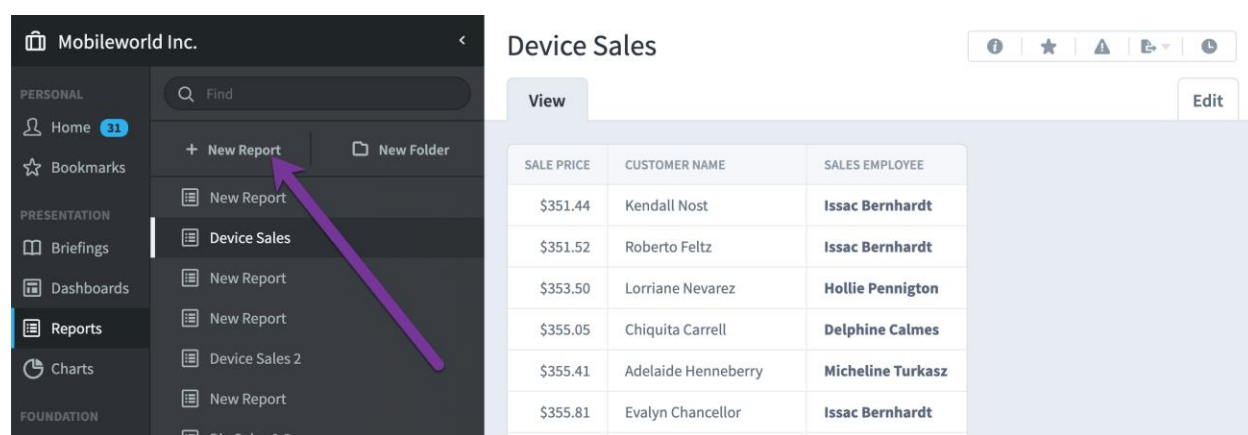 Mobileworld Inc.
PERSONAL
Home 31
Bookmarks
PRESENTATION
Briefings
Dashboards
Reports
Charts
FOUNDATION
Find
+ New Report
New Folder
New Report
Device Sales
New Report
New Report
Device Sales 2
New Report
Device Sales
View
Edit
SALE PRICE CUSTOMER NAME SALES EMPLOYEE
$351.44 Kendall Nost Issac Bernhardt
$351.52 Roberto Feltz Issac Bernhardt
$353.50 Lorriane Nevarez Hollie Pennigton
$355.05 Chiquita Carrell Delphine Calmes
$355.41 Adelaide Henneberry Micheline Turkasz
$355.81 Evalyn Chancellor Issac Bernhardt